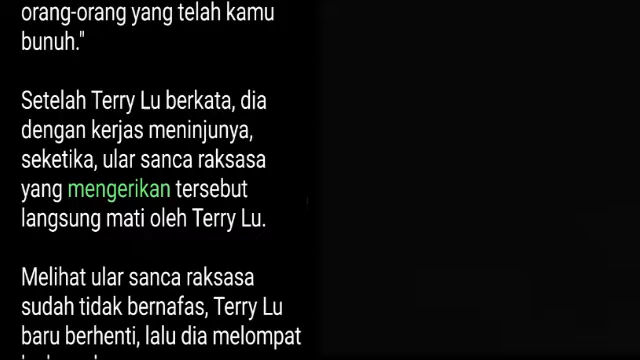 orang-orang yang telah kamu
bunuh."
Setelah Terry Lu berkata, dia
dengan kerjas meninjunya,
seketika, ular sanca raksasa
yang mengerikan tersebut
langsung mati oleh Terry Lu.
Melihat ular sanca raksasa
sudah tidak bernafas, Terry Lu
baru berhenti, lalu dia melompat